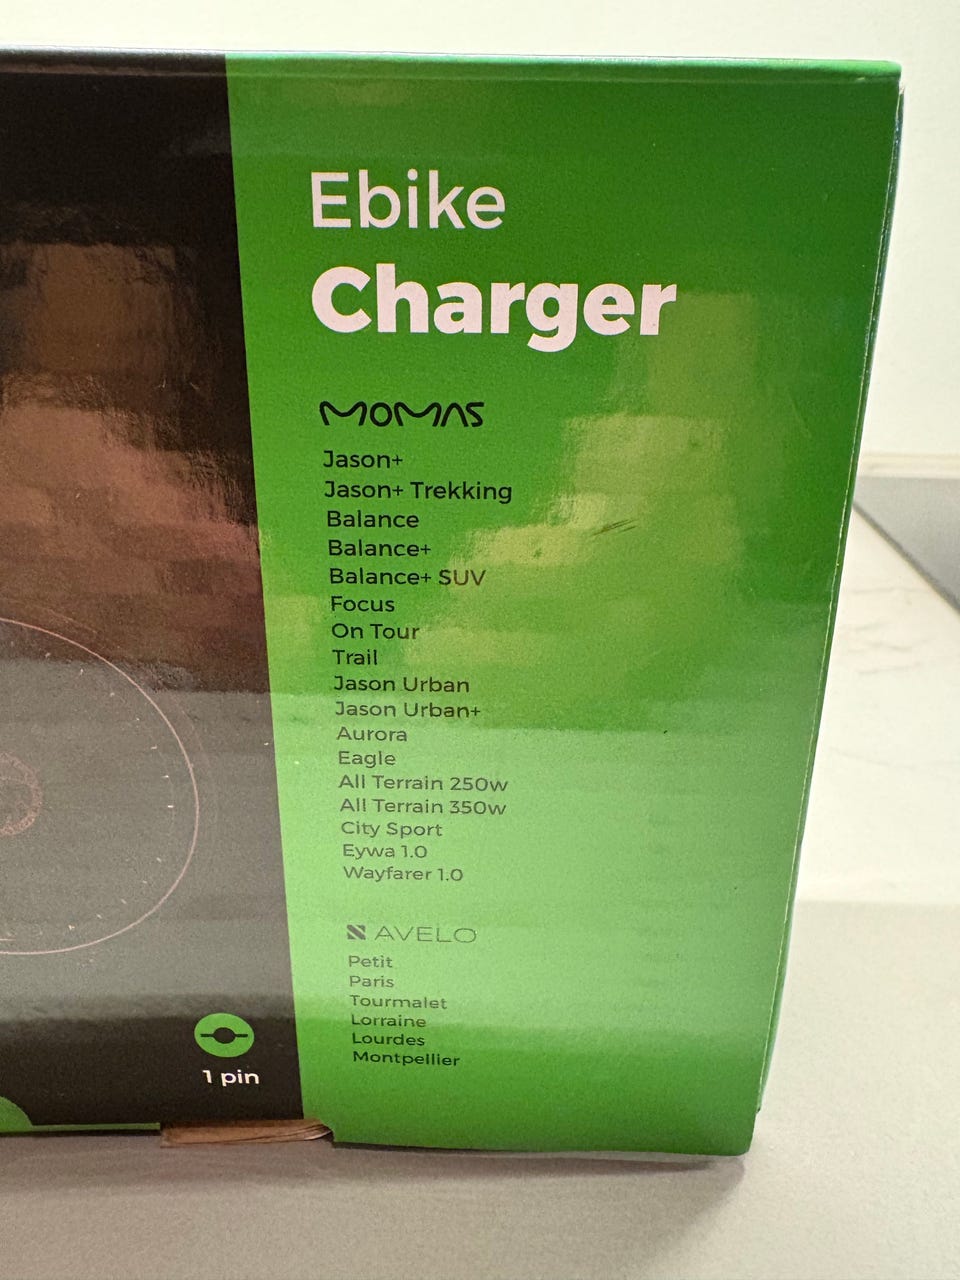 Ebike
Charger
MOMAS
Jason+
Jason+ Trekking
Balance
Balance+
Balance+ SUV
Focus
On Tour
Trail
Jason Urban
Jason Urban+
Aurora
Eagle
All Terrain 250w
All Terrain 350w
City Sport
Eywa 1.0
Wayfarer 1.0
AVELO
Petit
Paris
Tourmalet
Lorraine
Lourdes
Montpellier
1 pin